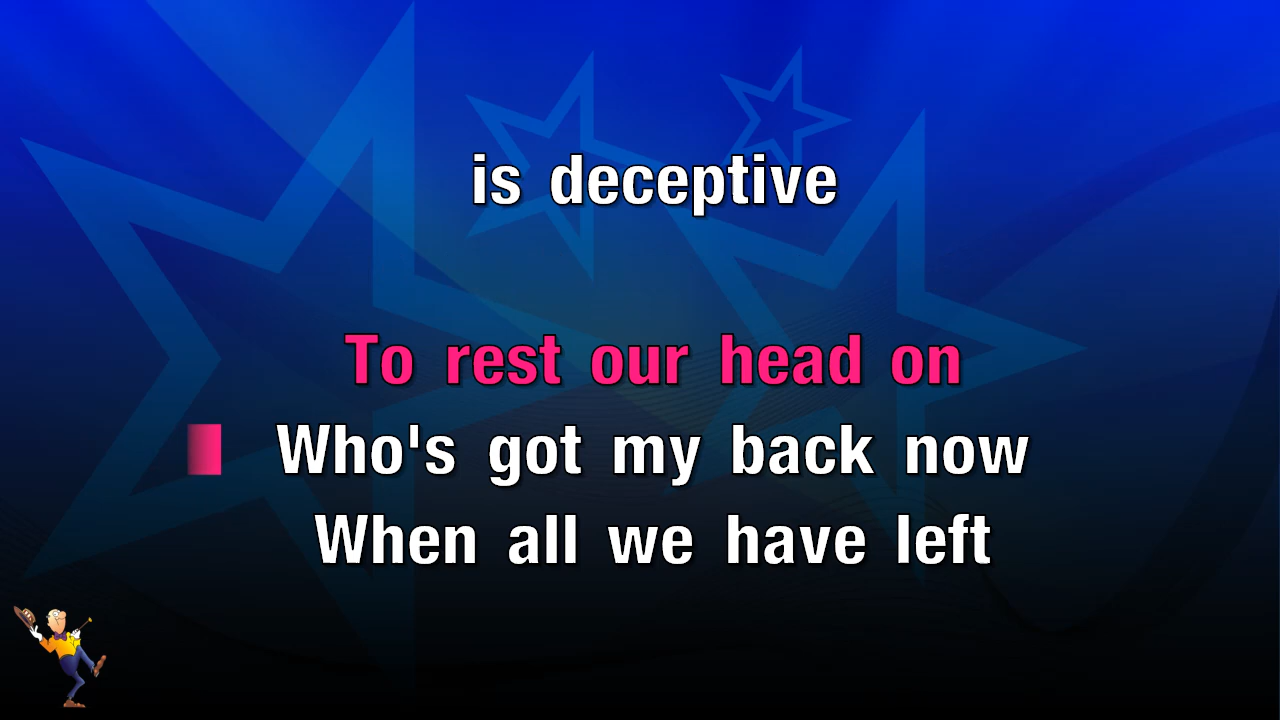 is deceptive
To rest our head on
Who's got my back now
When all we have left